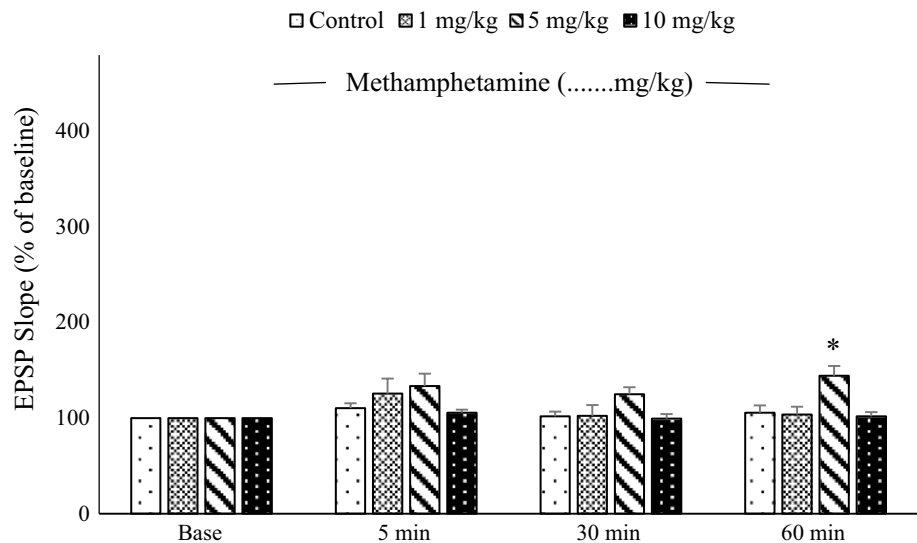 Control 1 mg/kg 5 mg/kg 10 mg/kg
Methamphetamine (.......mg/kg)
EPSP Slope (% of baseline)
400
300
200
100
0
*
Base 5 min 30 min 60 min